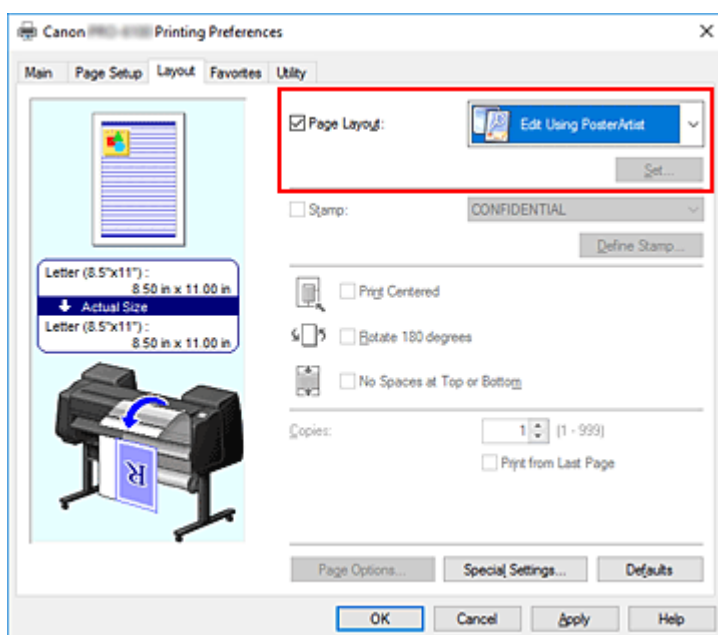 Canon Printing Preferences
Main Page Setup Layout Favorites Utility
Page Layout: Edit Using PosterArtist
Set...
Stamp: CONFIDENTIAL
Define Stamp...
Letter (8.5"x11") :
8.50 in x 11.00 in
Actual Size
Letter (8.5"x11") :
8.50 in x 11.00 in
Print Centered
Rotate 180 degrees
No Spaces at Top or Bottom
Copies: 1 (1 - 999)
Print from Last Page
R
Page Options... Special Settings... Defaults
OK Cancel Apply Help